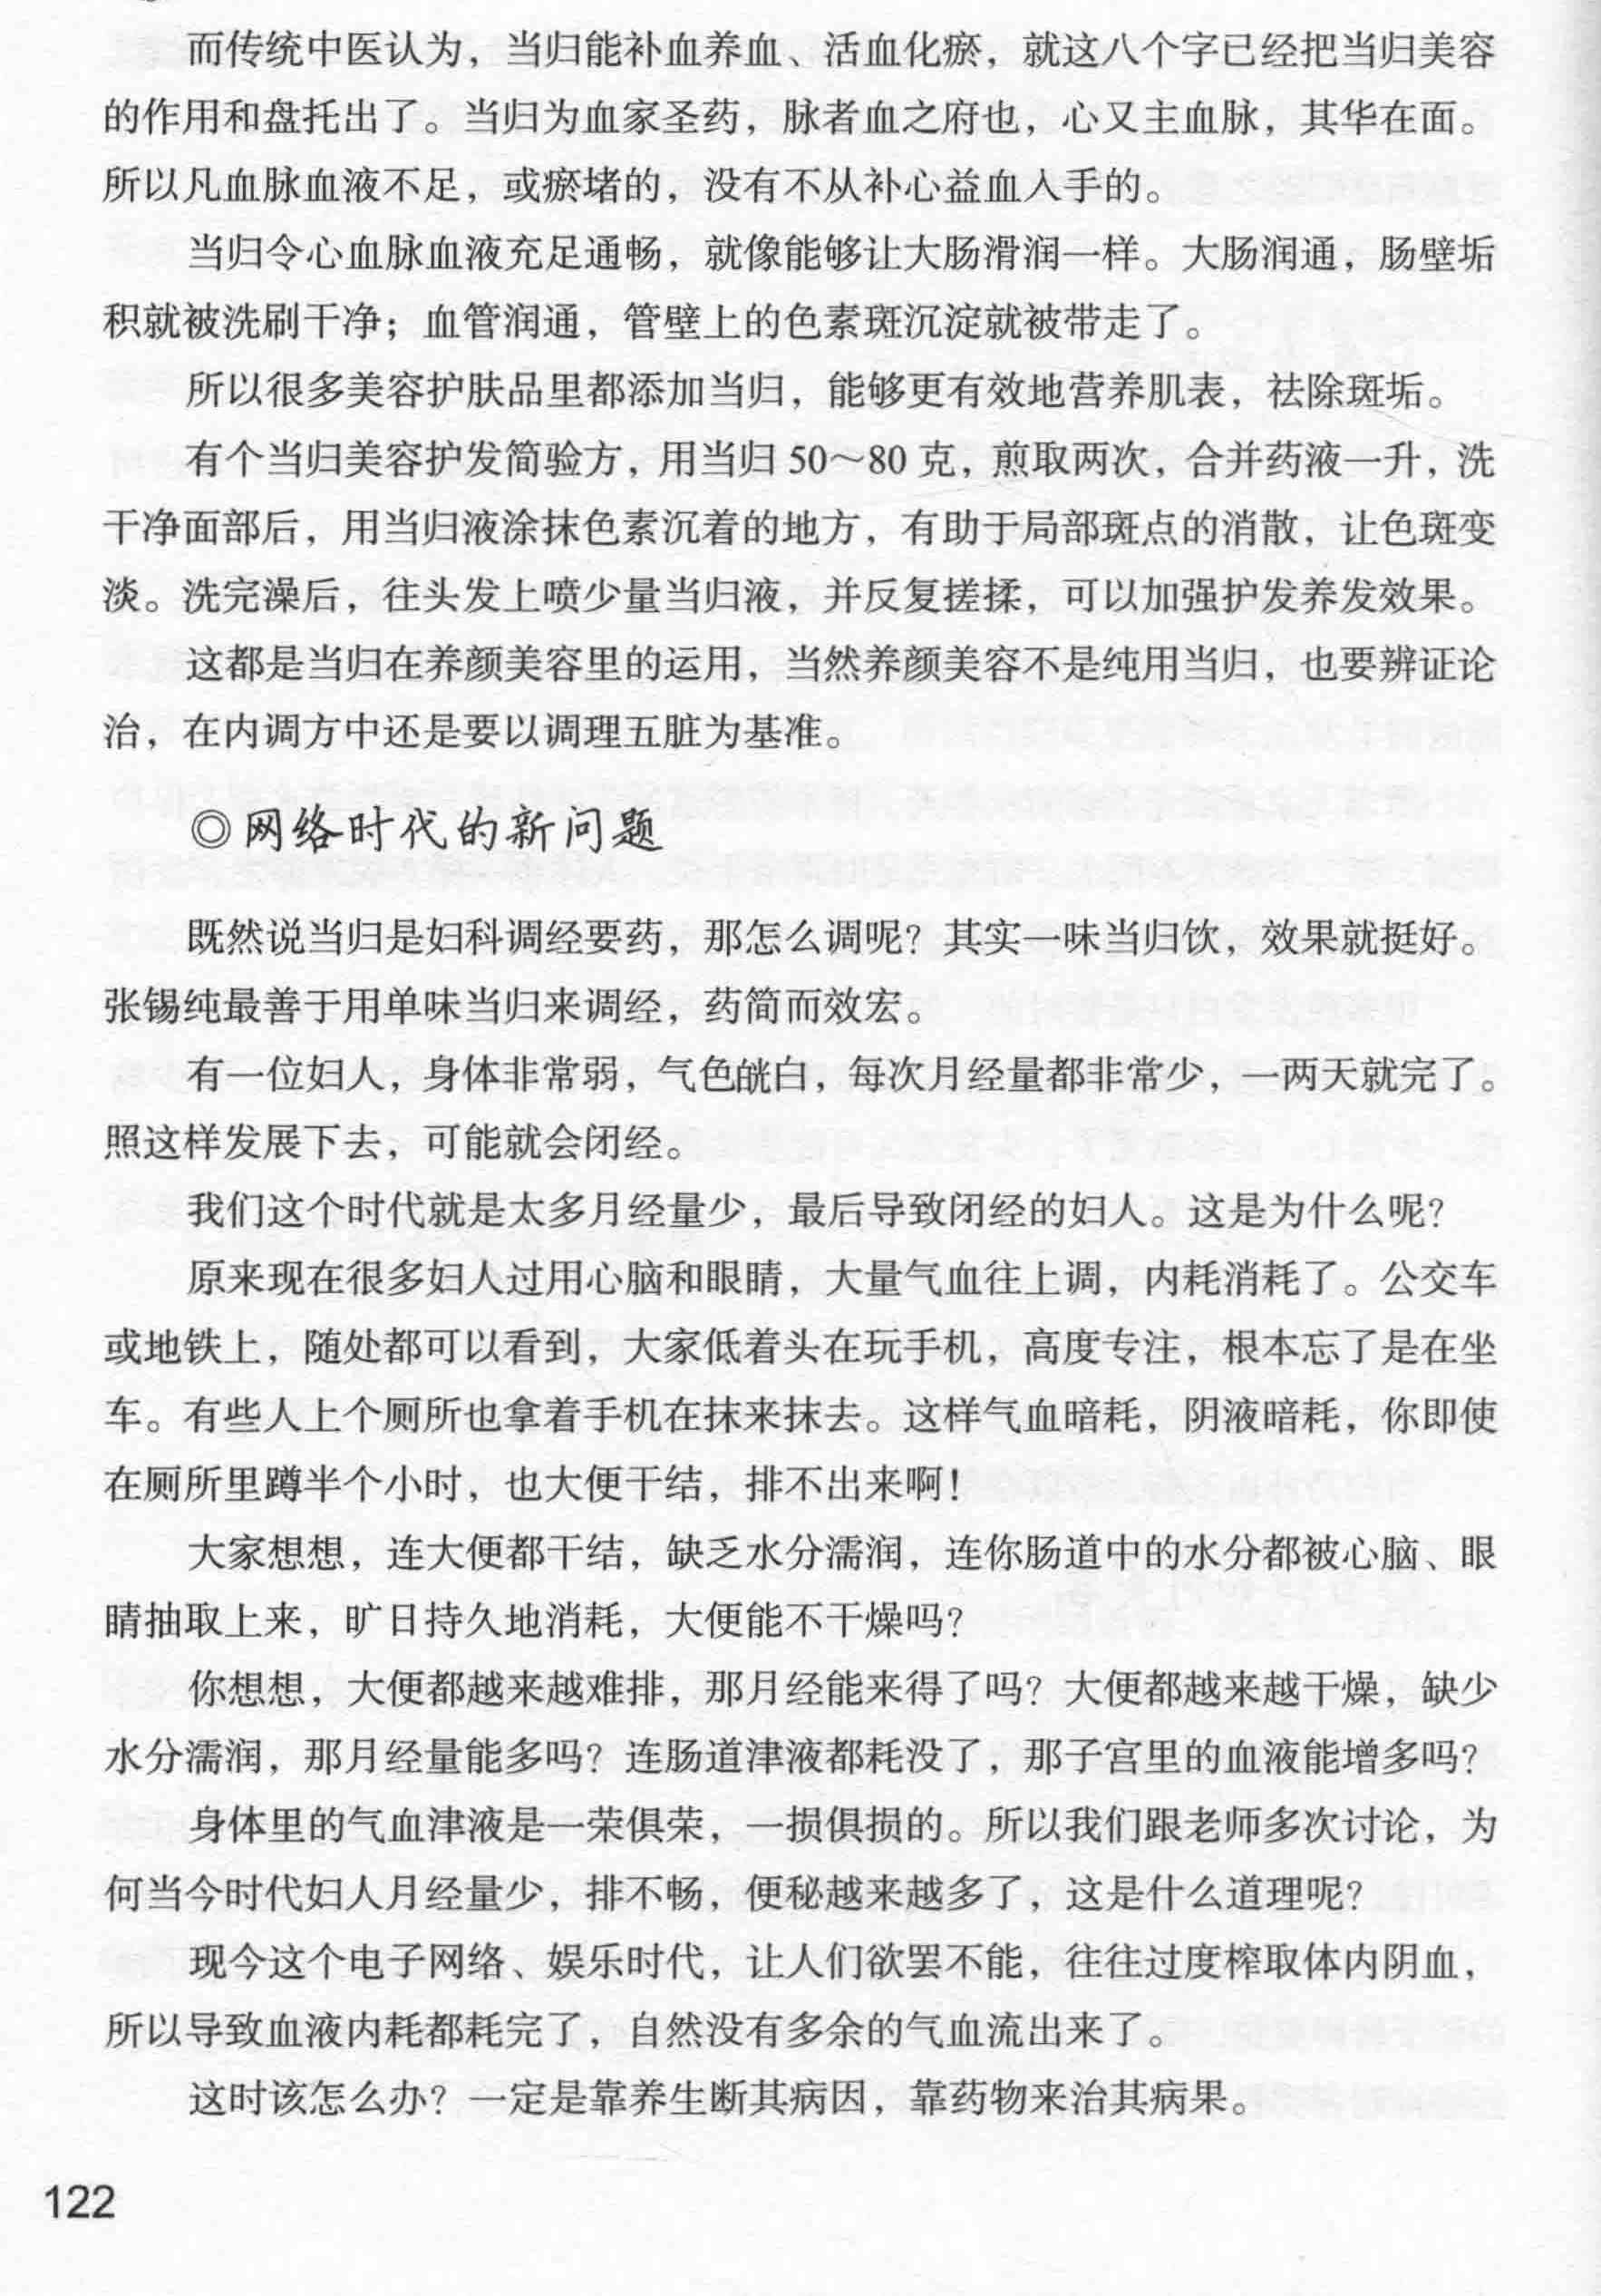 而传统中医认为，当归能补血养血、活血化瘀，就这八个字已经把当归美容
的作用和盘托出了。当归为血家圣药，脉者血之府也，心又主血脉，其华在面。
所以凡血脉血液不足，或瘀堵的，没有不从补心益血入手的。
当归令心血脉血液充足通畅，就像能够让大肠滑润一样。大肠润通，肠壁垢
积就被洗刷干净；血管润通，管壁上的色素斑沉淀就被带走了。
所以很多美容护肤品里都添加当归，能够更有效地营养肌表，祛除斑垢。
有个当归美容护发简验方，用当归 50～80 克，煎取两次，合并药液一升，洗
干净面部后，用当归液涂抹色素沉着的地方，有助于局部斑点的消散，让色斑变
淡。洗完澡后，往头发上喷少量当归液，并反复搓揉，可以加强护发养发效果。
这都是当归在养颜美容里的运用，当然养颜美容不是纯用当归，也要辨证论
治，在内调方中还是要以调理五脏为基准。
◎网络时代的新问题
既然说当归是妇科调经要药，那怎么调呢？其实一味当归饮，效果就挺好。
张锡纯最善于用单味当归来调经，药简而效宏。
有一位妇人，身体非常弱，气色㿠白，每次月经量都非常少，一两天就完了。
照这样发展下去，可能就会闭经。
我们这个时代就是太多月经量少，最后导致闭经的妇人。这是为什么呢？
原来现在很多妇人过用心脑和眼睛，大量气血往上调，内耗消耗了。公交车
或地铁上，随处都可以看到，大家低着头在玩手机，高度专注，根本忘了是在坐
车。有些人上个厕所也拿着手机在抹来抹去。这样气血暗耗，阴液暗耗，你即使
在厕所里蹲半个小时，也大便干结，排不出来啊！
大家想想，连大便都干结，缺乏水分濡润，连你肠道中的水分都被心脑、眼
睛抽取上来，旷日持久地消耗，大便能不干燥吗？
你想想，大便都越来越难排，那月经能来得了吗？大便都越来越干燥，缺少
水分濡润，那月经量能多吗？连肠道津液都耗没了，那子宫里的血液能增多吗？
身体里的气血津液是一荣俱荣，一损俱损的。所以我们跟老师多次讨论，为
何当今时代妇人月经量少，排不畅，便秘越来越多了，这是什么道理呢？
现今这个电子网络、娱乐时代，让人们欲罢不能，往往过度榨取体内阴血，
所以导致血液内耗都耗完了，自然没有多余的气血流出来了。
这时该怎么办？一定是靠养生断其病因，靠药物来治其病果。
122